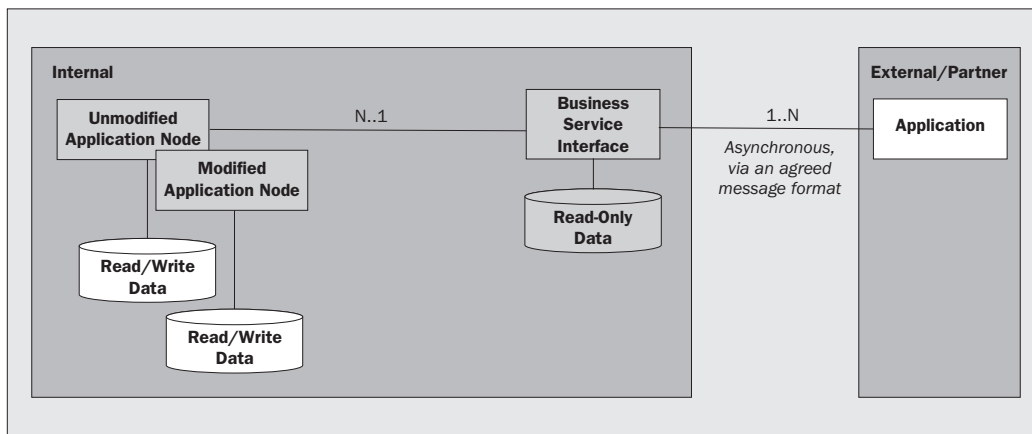 Internal
External/Partner
Unmodified
Application Node
N..1
Business
Service
Interface
1..N
Application
Asynchronous,
via an agreed
message format
Modified
Application Node
Read-Only
Data
Read/Write
Data
Read/Write
Data